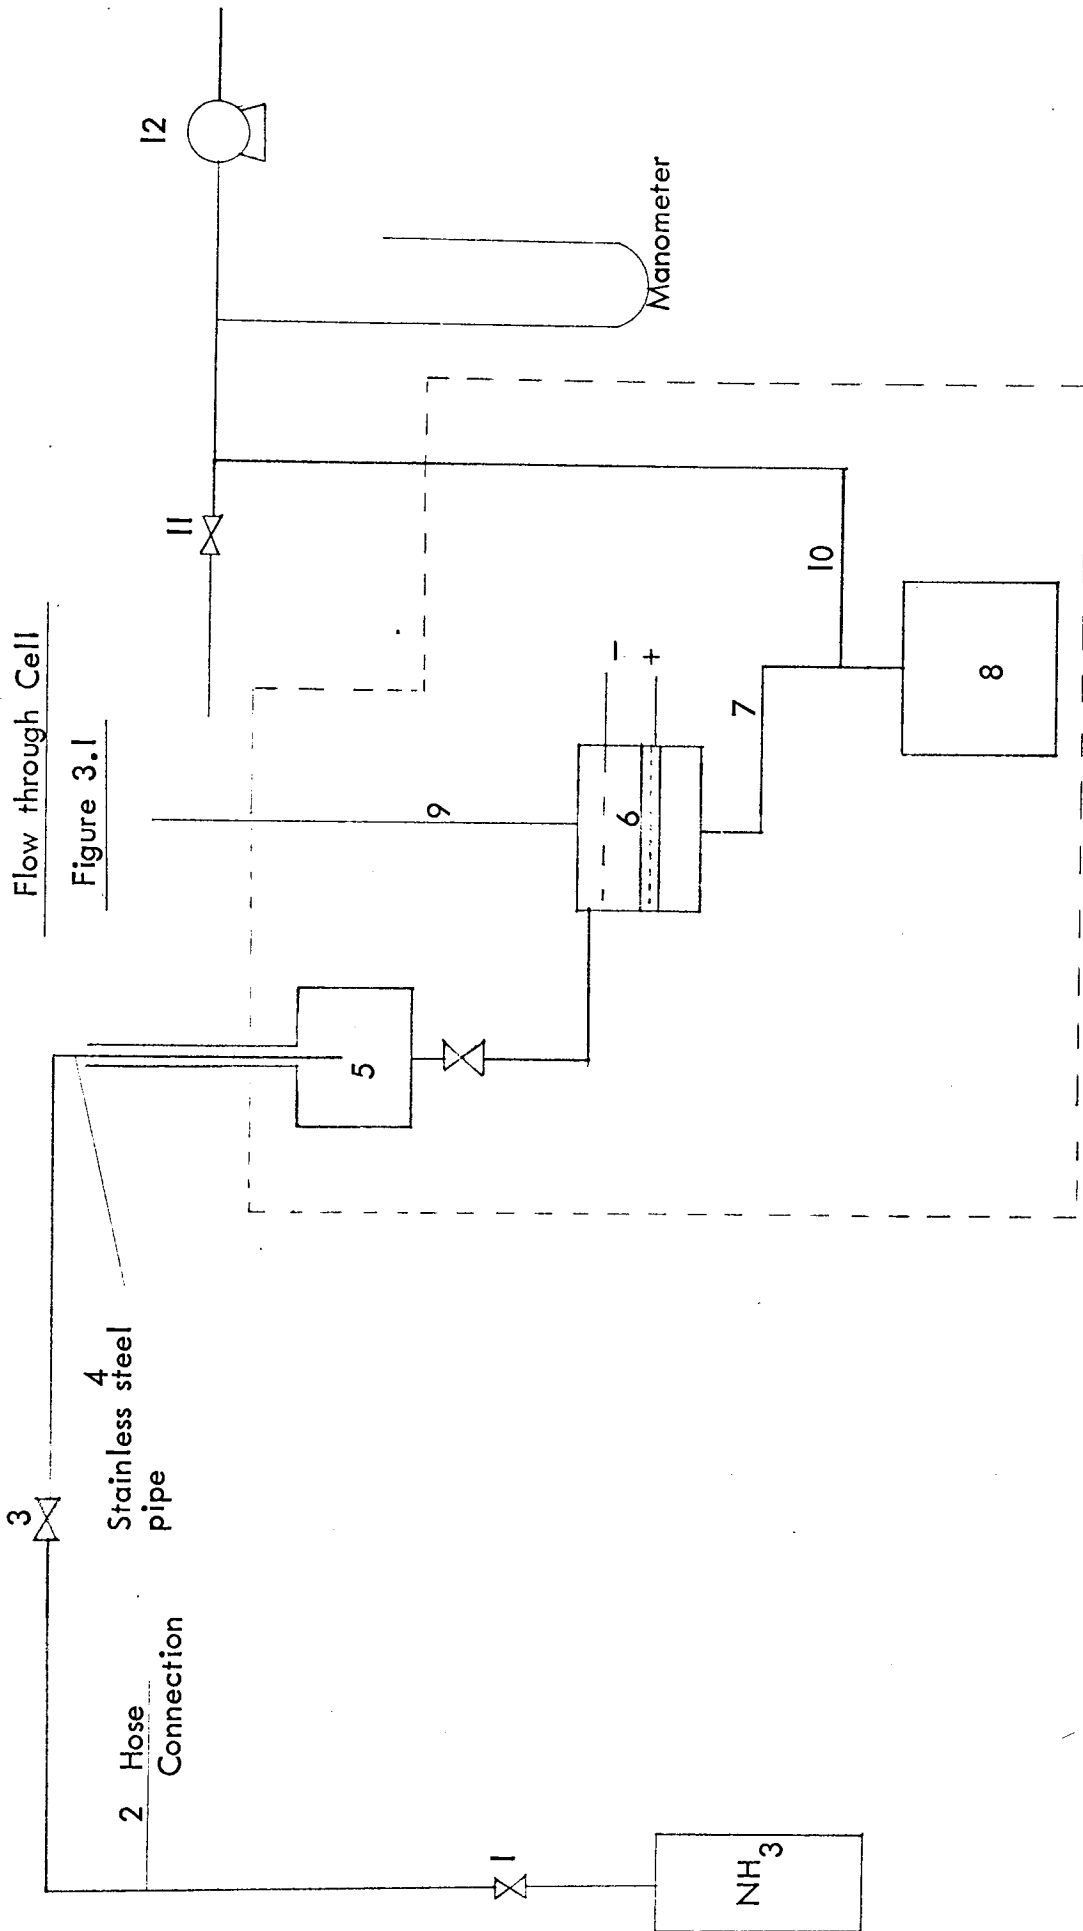 Flow through Cell
Figure 3.1
3
4
Stainless steel
pipe
2 Hose
Connection
1
NH3
5
9
6
-
+
7
8
10
11
12
Manometer